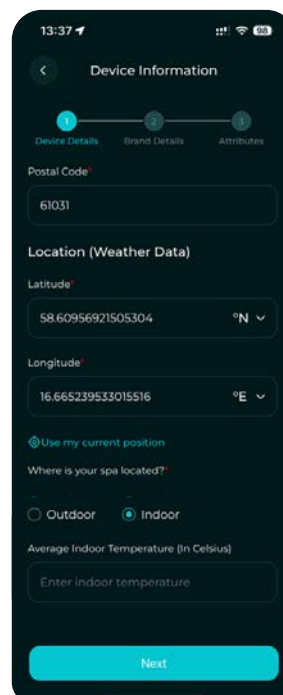 13:37 98
Device Information
1 2 3
Device Details Brand Details Attributes
Postal Code*
61031
Location (Weather Data)
Latitude*
58.60956921505304 °N
Longitude*
16.665239533015516 °E
Use my current position
Where is your spa located?*
Outdoor Indoor
Average Indoor Temperature (In Celsius)
Enter indoor temperature
Next